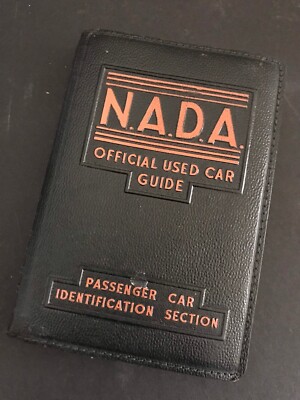 N.A.D.A.
OFFICIAL USED CAR
GUIDE
PASSENGER CAR
IDENTIFICATION SECTION